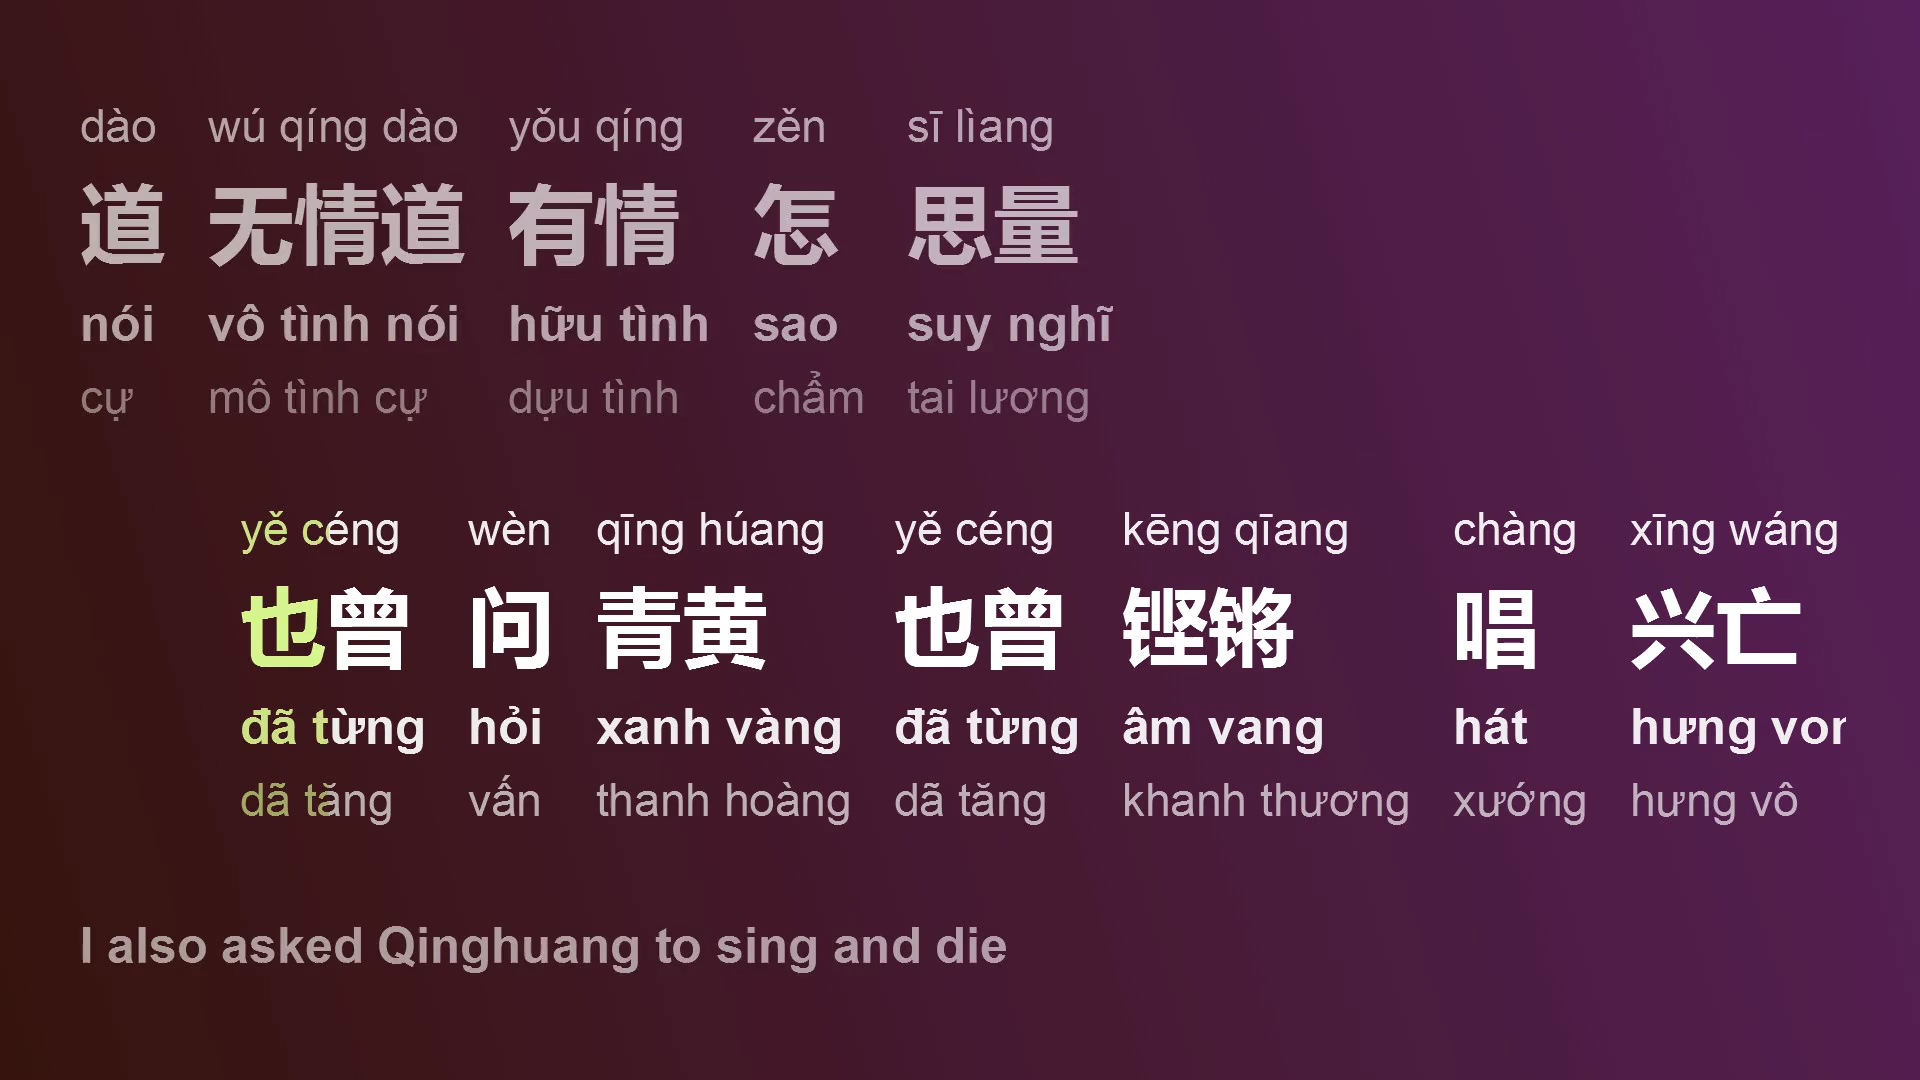 dào wú qíng dào yǒu qíng zěn sī lìang
道 无情道 有情 怎 思量
nói vô tình nói hữu tình sao suy nghĩ
cự mô tình cự dựu tình chẩm tai lương
yě céng wèn qīng húang yě céng kēng qīang chàng xīng wáng
也曾 问 青黄 也曾 铿锵 唱 兴亡
đã từng hỏi xanh vàng đã từng âm vang hát hưng
dã tăng vấn thanh hoàng dã tăng khanh thương xướng hưng vô
I also asked Qinghuang to sing and die